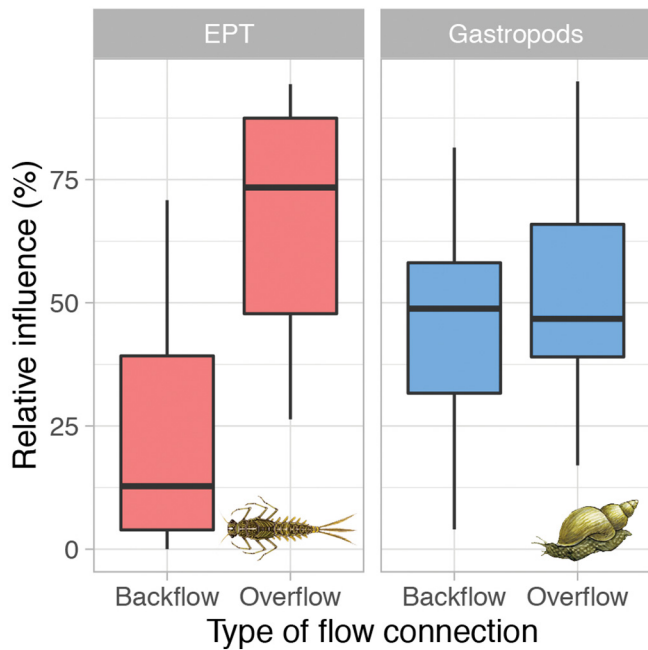 EPT Gastropods
Relative influence (%)
75
50
25
0
Backflow Overflow Backflow Overflow
Type of flow connection